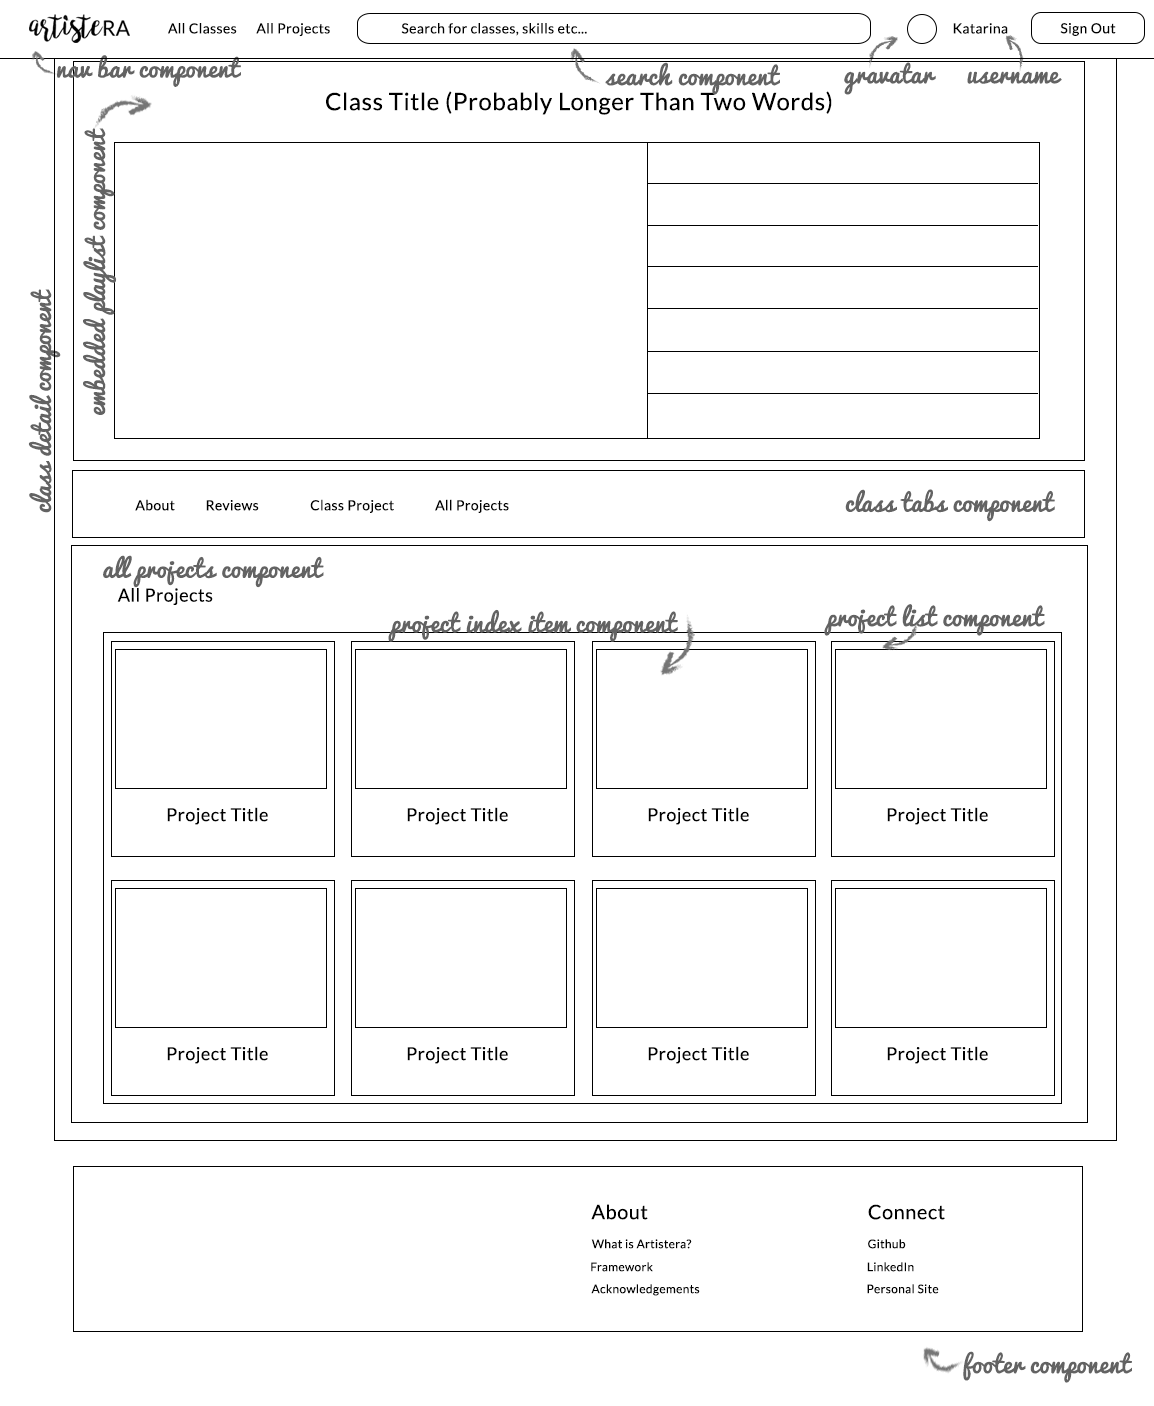 artisteRA All Classes All Projects Search for classes, skills etc... Katarina Sign Out
nav bar component search component gravatar username
Class Title (Probably Longer Than Two Words)
embedded playlist component
class detail component
About Reviews Class Project All Projects class tabs component
all projects component
All Projects
project index item component project list component
Project Title Project Title Project Title Project Title
Project Title Project Title Project Title Project Title
About Connect
What is Artistera? Github
Framework LinkedIn
Acknowledgements Personal Site
footer component